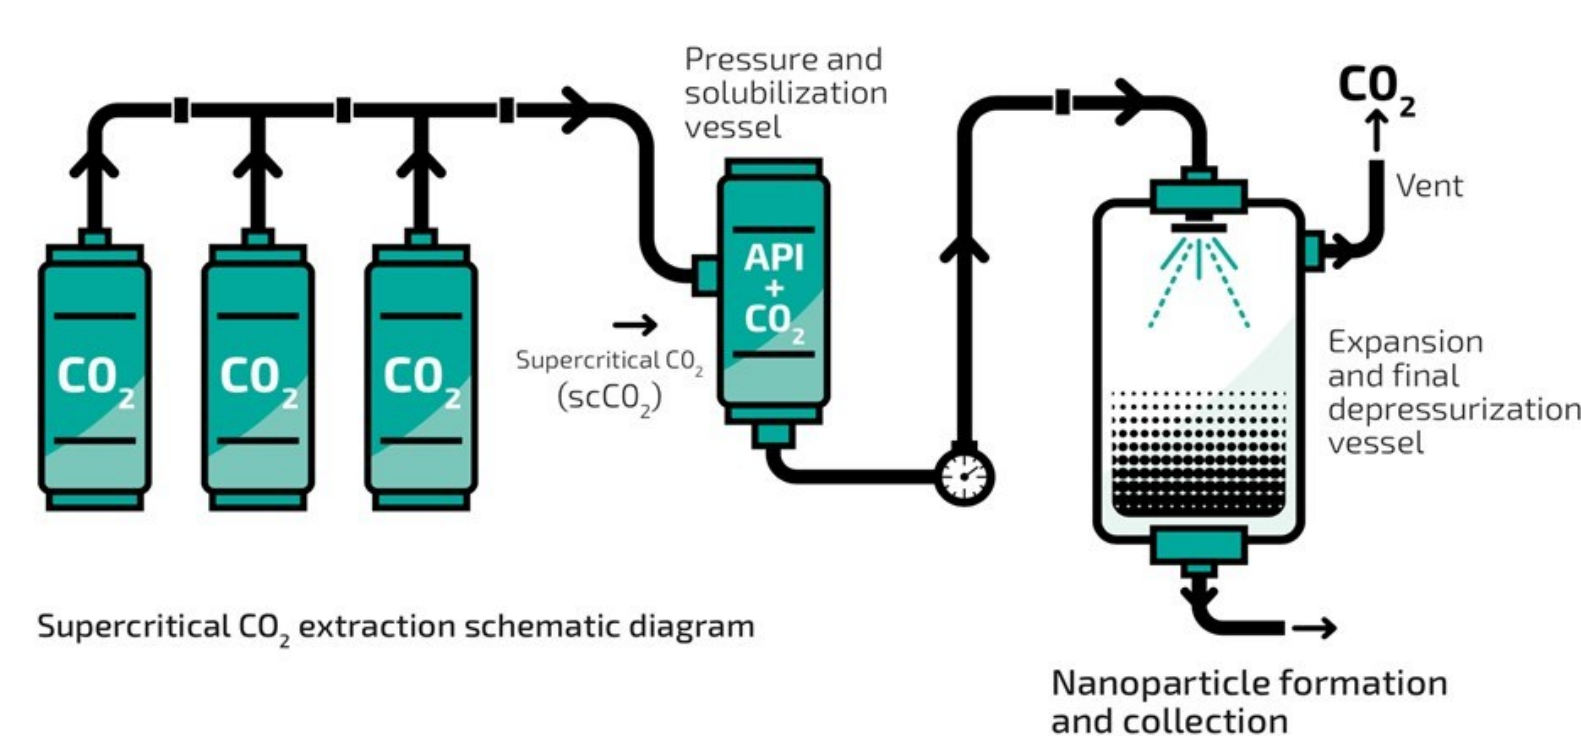 Pressure and
solubilization
vessel
CO₂
Vent
API
+
CO₂
CO₂
CO₂
CO₂
Supercritical CO₂
(scCO₂)
Expansion
and final
depressurization
vessel
Supercritical CO₂ extraction schematic diagram
Nanoparticle formation
and collection